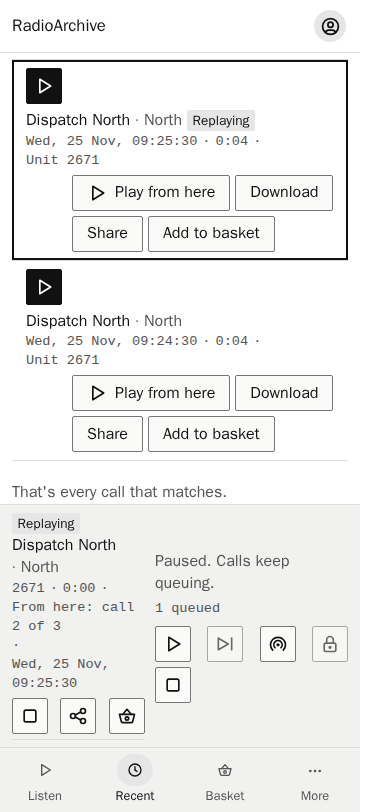 RadioArchive
Dispatch North · North Replaying
Wed, 25 Nov, 09:25:30 · 0:04 ·
Unit 2671
Play from here
Download
Share
Add to basket
Dispatch North · North
Wed, 25 Nov, 09:24:30 · 0:04 ·
Unit 2671
Play from here
Download
Share
Add to basket
That's every call that matches.
Replaying
Dispatch North
· North
2671 · 0:00 ·
From here: call
2 of 3
·
Wed, 25 Nov,
09:25:30
Paused. Calls keep
queuing.
1 queued
Listen
Recent
Basket
More